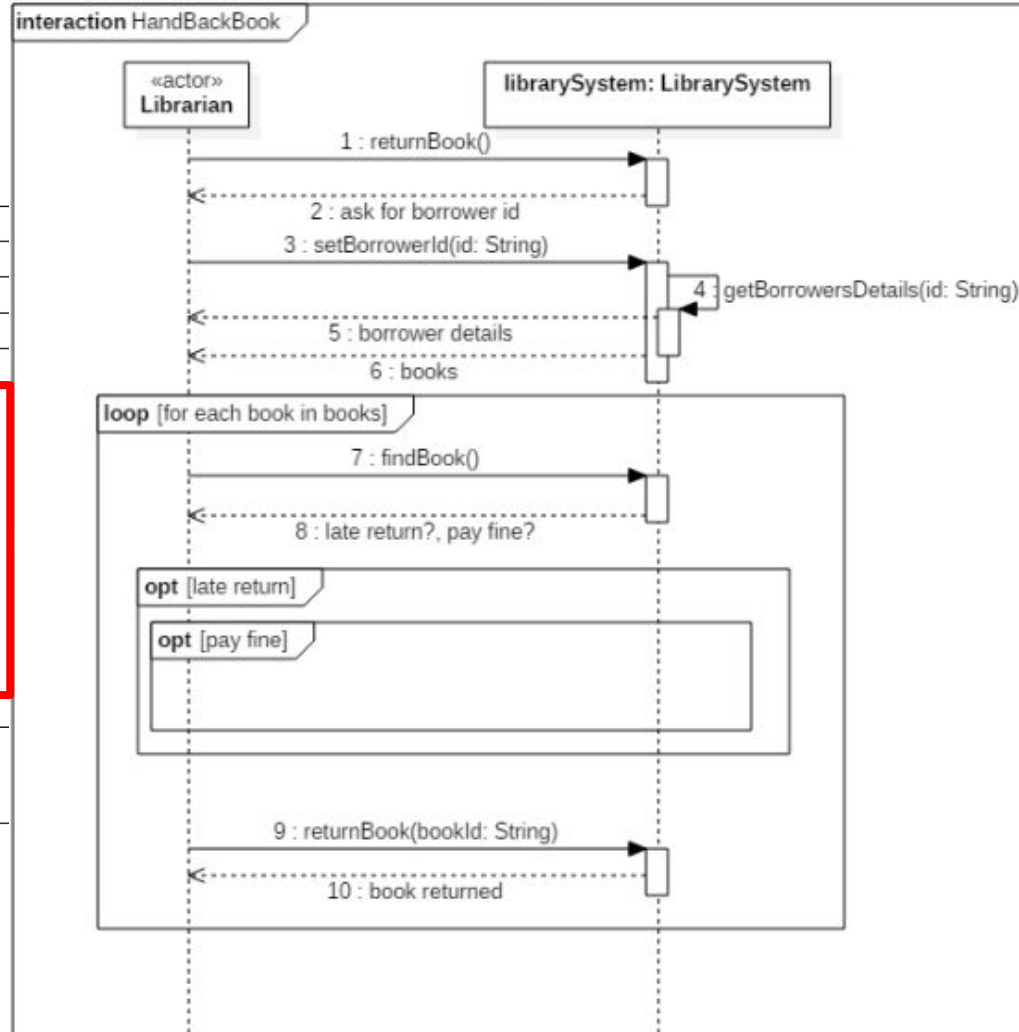 interaction HandBackBook
«actor»
Librarian
librarySystem: LibrarySystem
1 : returnBook()
2 : ask for borrower id
3 : setBorrowerId(id: String)
4 : getBorrowersDetails(id: String)
5 : borrower details
6 : books
loop [for each book in books]
7 : findBook()
8 : late return?, pay fine?
opt [late return]
opt [pay fine]
9 : returnBook(bookId: String)
10 : book returned